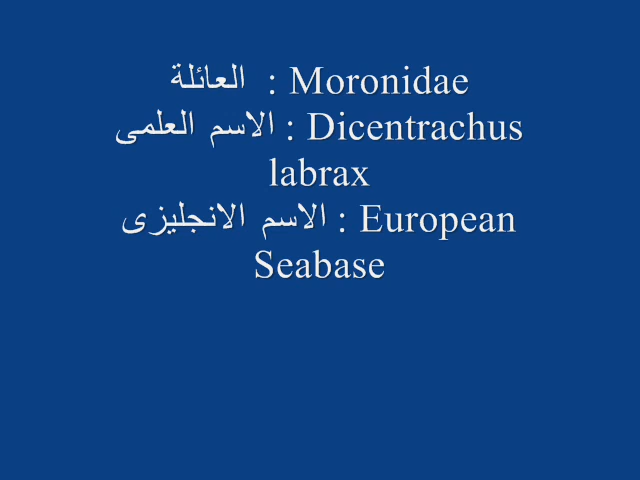 العائلة : Moronidae
الاسم العلمى : Dicentrachus
labrax
الاسم الانجليزى : European
Seabase